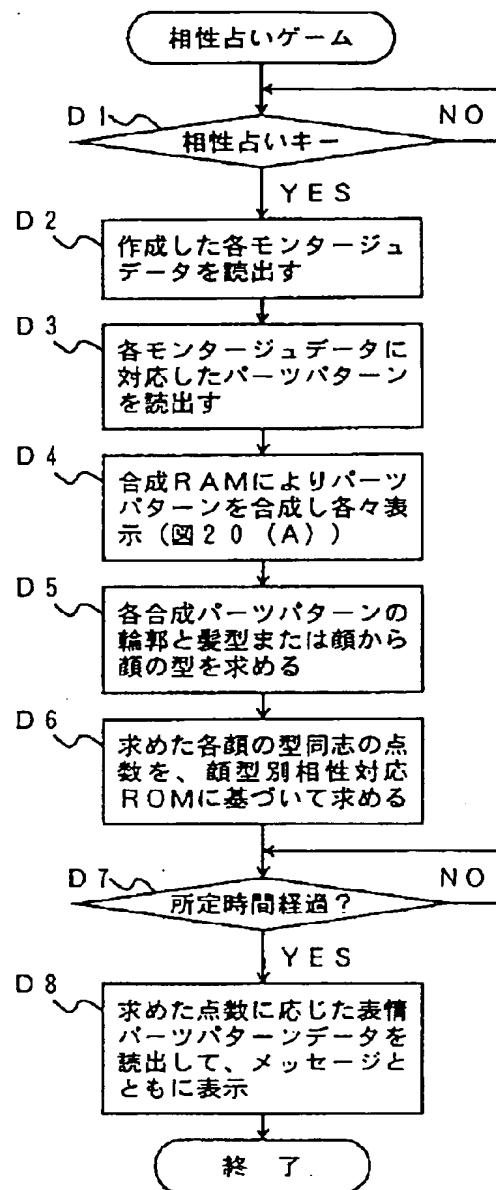 相性占いゲーム
D1
NO
相性占いキー
YES
D2
作成した各モンタージュ
データを読出す
D3
各モンタージュデータに
対応したパーツパターン
を読出す
D4
合成RAMによりパーツ
パターンを合成し各々表
示(図20(A))
D5
各合成パーツパターンの
輪郭と髪型または顔から
顔の型を求める
D6
求めた各顔の型同志の点
数を、顔型別相性対応
ROMに基づいて求める
D7
NO
所定時間経過?
YES
D8
求めた点数に応じた表情
パーツパターンデータを
読出して、メッセージと
ともに表示
終了